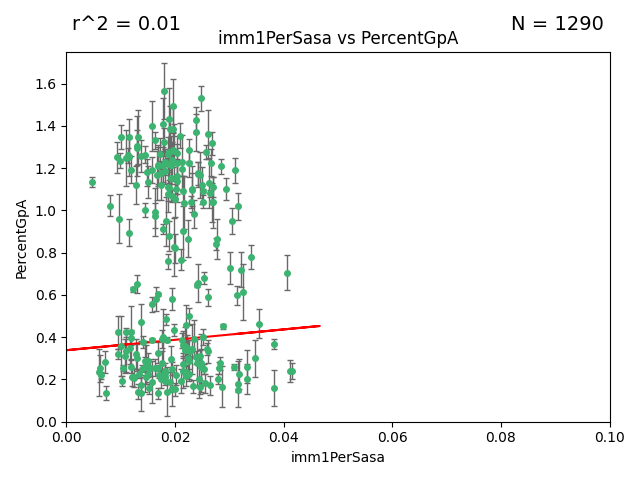 r^2 = 0.01
N = 1290
imm1PerSasa vs PercentGpA
PercentGpA
1.6
1.4
1.2
1.0
0.8
0.6
0.4
0.2
0.0
0.00 0.02 0.04 0.06 0.08 0.10
imm1PerSasa